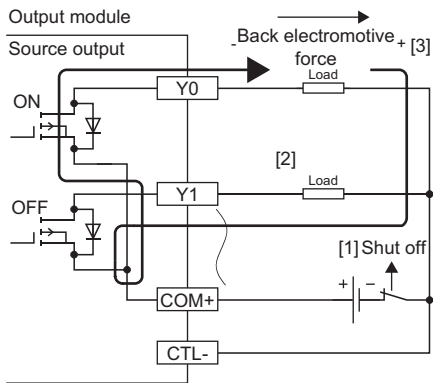 Output module
Source output
Back electromotive force
- + [3]
Load
Y0
ON
[2]
Load
Y1
OFF
[1] Shut off
+ −
COM+
CTL-